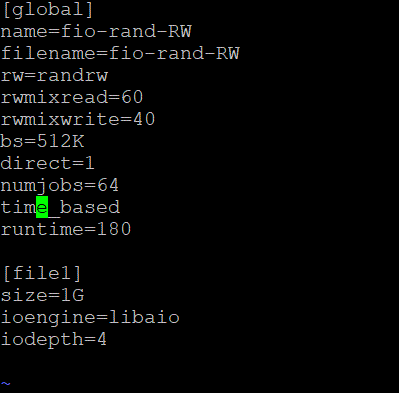 [global]
name=fio-rand-RW
filename=fio-rand-RW
rw=randrw
rwmixread=60
rwmixwrite=40
bs=512K
direct=1
numjobs=64
time_based
runtime=180

[file1]
size=1G
ioengine=libaio
iodepth=4

~